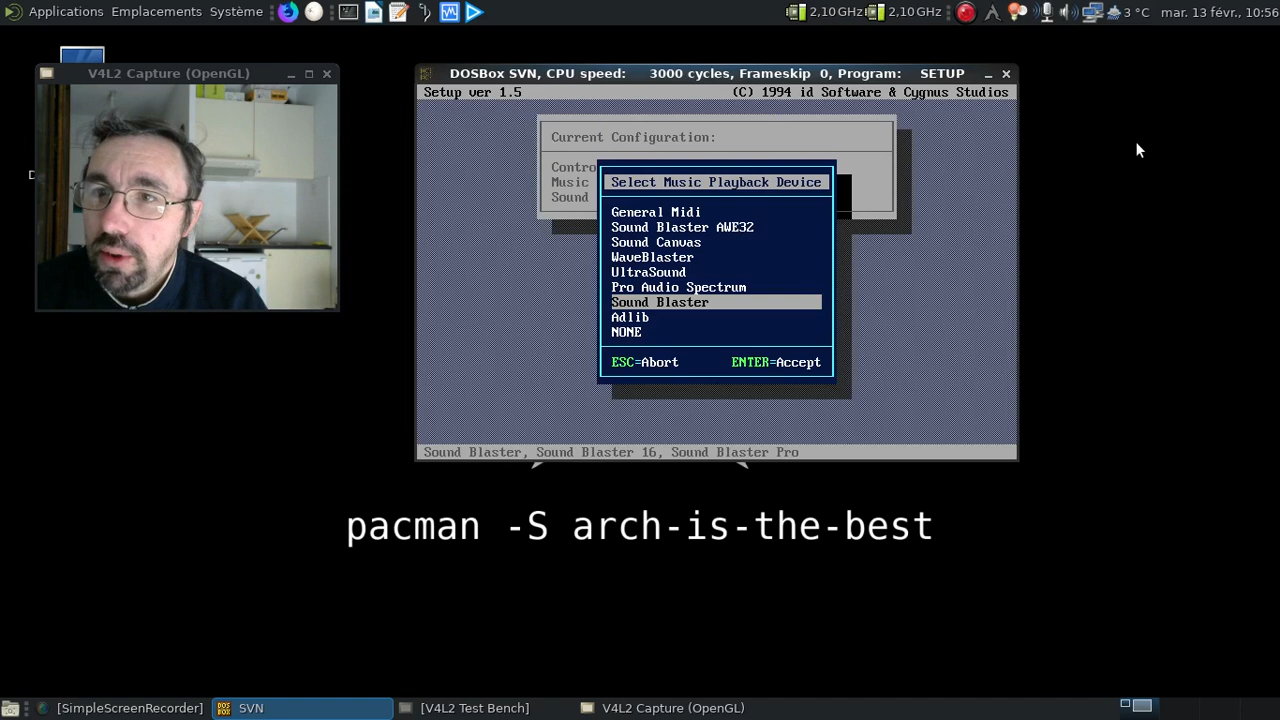 Applications Emplacements Système
2,10 GHz 2,10 GHz 3 °C mar. 13 févr., 10:56
V4L2 Capture (OpenGL)
DOSBox SVN, CPU speed: 3000 cycles, Frameskip 0, Program: SETUP
Setup ver 1.5 (C) 1994 id Software & Cygnus Studios
Current Configuration:
Contro
Music
Sound
Select Music Playback Device
General Midi
Sound Blaster AWE32
Sound Canvas
WaveBlaster
UltraSound
Pro Audio Spectrum
Sound Blaster
Adlib
NONE
ESC=Abort ENTER=Accept
Sound Blaster, Sound Blaster 16, Sound Blaster Pro
pacman -S arch-is-the-best
[SimpleScreenRecorder] SVN [V4L2 Test Bench] V4L2 Capture (OpenGL)